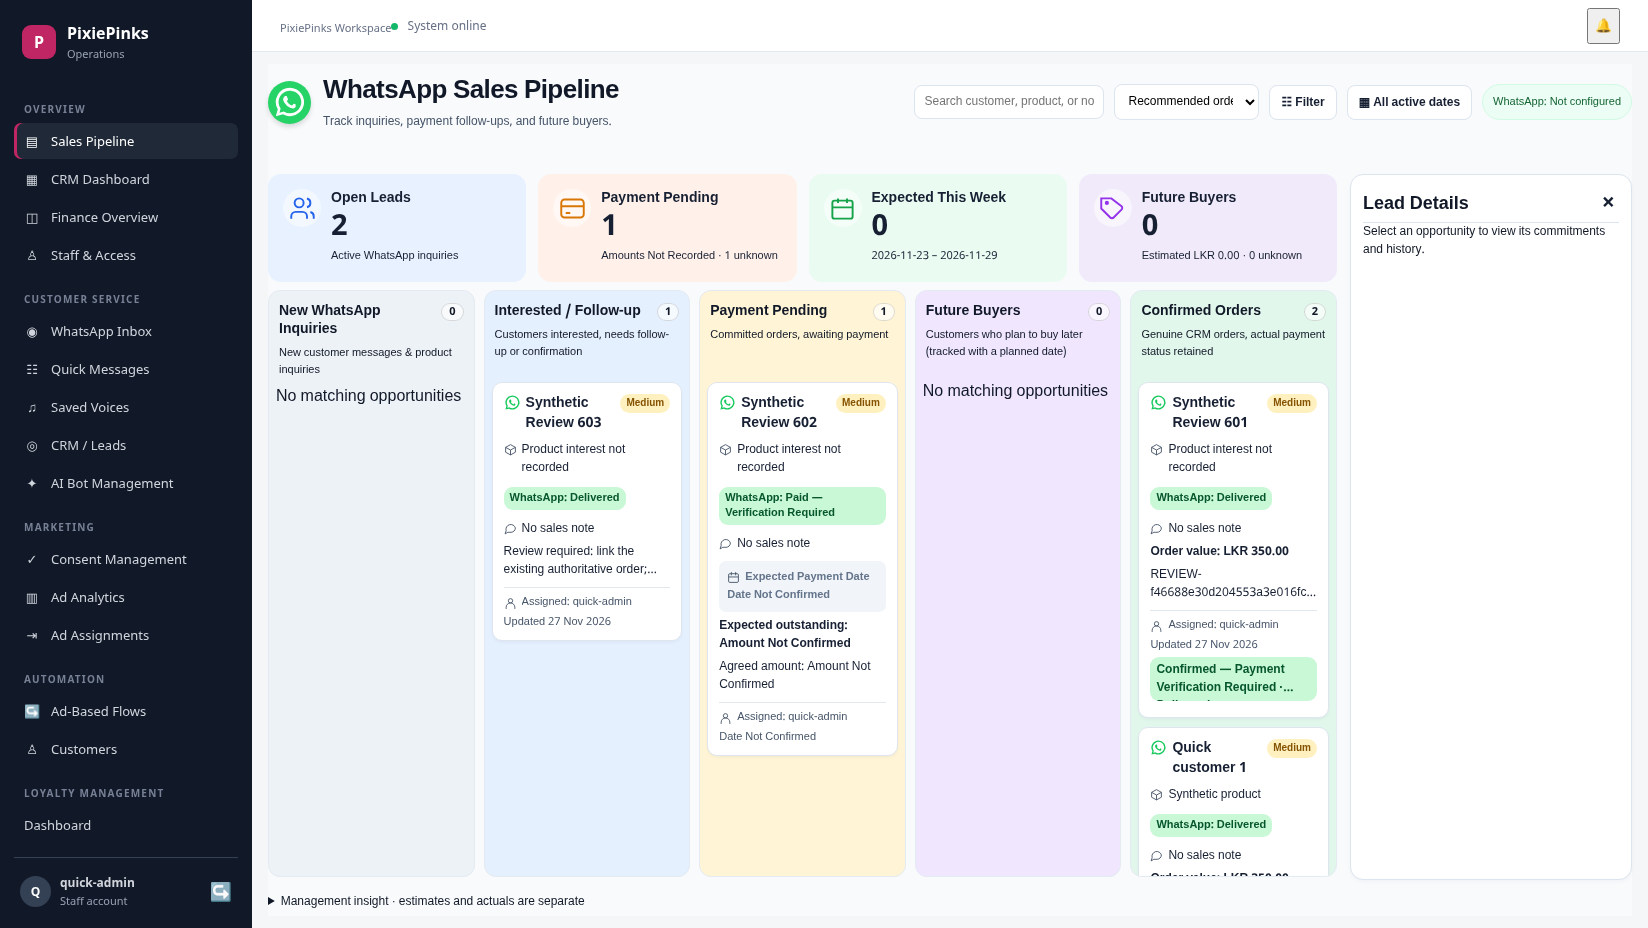 P
PixiePinks
Operations
OVERVIEW
Sales Pipeline
CRM Dashboard
Finance Overview
Staff & Access
CUSTOMER SERVICE
WhatsApp Inbox
Quick Messages
Saved Voices
CRM / Leads
AI Bot Management
MARKETING
Consent Management
Ad Analytics
Ad Assignments
AUTOMATION
Ad-Based Flows
Customers
LOYALTY MANAGEMENT
Dashboard
Q
quick-admin
Staff account
PixiePinks Workspace
System online
WhatsApp Sales Pipeline
Track inquiries, payment follow-ups, and future buyers.
Search customer, product, or no
Recommended orde
Filter
All active dates
WhatsApp: Not configured
Open Leads
2
Active WhatsApp inquiries
Payment Pending
1
Amounts Not Recorded · 1 unknown
Expected This Week
0
2026-11-23 – 2026-11-29
Future Buyers
0
Estimated LKR 0.00 · 0 unknown
Lead Details
×
Select an opportunity to view its commitments
and history.
New WhatsApp
Inquiries
0
New customer messages & product
inquiries
No matching opportunities
Interested / Follow-up
1
Customers interested, needs follow-
up or confirmation
Synthetic
Review 603
Medium
Product interest not
recorded
WhatsApp: Delivered
No sales note
Review required: link the
existing authoritative order;...
Assigned: quick-admin
Updated 27 Nov 2026
Payment Pending
1
Committed orders, awaiting payment
Synthetic
Review 602
Medium
Product interest not
recorded
WhatsApp: Paid —
Verification Required
No sales note
Expected Payment Date
Date Not Confirmed
Expected outstanding:
Amount Not Confirmed
Agreed amount: Amount Not
Confirmed
Assigned: quick-admin
Date Not Confirmed
Future Buyers
0
Customers who plan to buy later
(tracked with a planned date)
No matching opportunities
Confirmed Orders
2
Genuine CRM orders, actual payment
status retained
Synthetic
Review 601
Medium
Product interest not
recorded
WhatsApp: Delivered
No sales note
Order value: LKR 350.00
REVIEW-
f46688e30d204553a3e016fc...
Assigned: quick-admin
Updated 27 Nov 2026
Confirmed — Payment
Verification Required ·...
Quick
customer 1
Medium
Synthetic product
WhatsApp: Delivered
No sales note
Order value: LKR 350.00
Management insight · estimates and actuals are separate